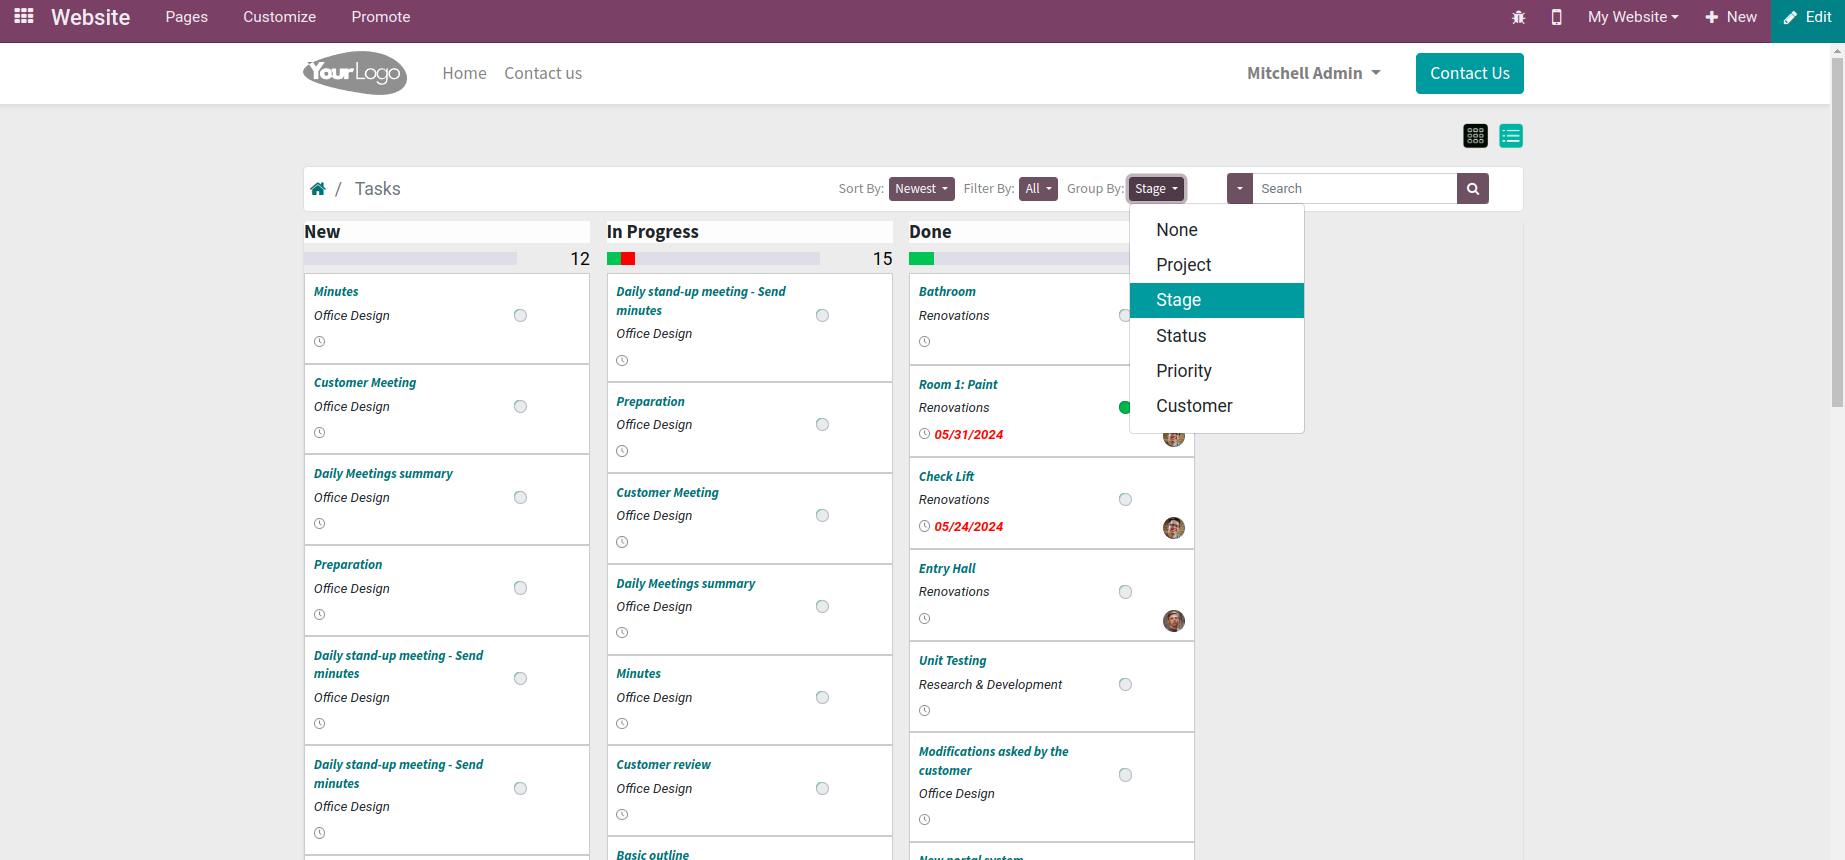 Website Pages Customize Promote My Website New Edit
YourLogo Home Contact us Mitchell Admin Contact Us
/ Tasks Sort By: Newest Filter By: All Group By: Stage Search
None
Project
Stage
Status
Priority
Customer
New
12
Minutes
Office Design
Customer Meeting
Office Design
Daily Meetings summary
Office Design
Preparation
Office Design
Daily stand-up meeting - Send
minutes
Office Design
Daily stand-up meeting - Send
minutes
Office Design
In Progress
15
Daily stand-up meeting - Send
minutes
Office Design
Preparation
Office Design
Customer Meeting
Office Design
Daily Meetings summary
Office Design
Minutes
Office Design
Customer review
Office Design
Basic outline
Done
Bathroom
Renovations
Room 1: Paint
Renovations
05/31/2024
Check Lift
Renovations
05/24/2024
Entry Hall
Renovations
Unit Testing
Research & Development
Modifications asked by the
customer
Office Design
New portal system